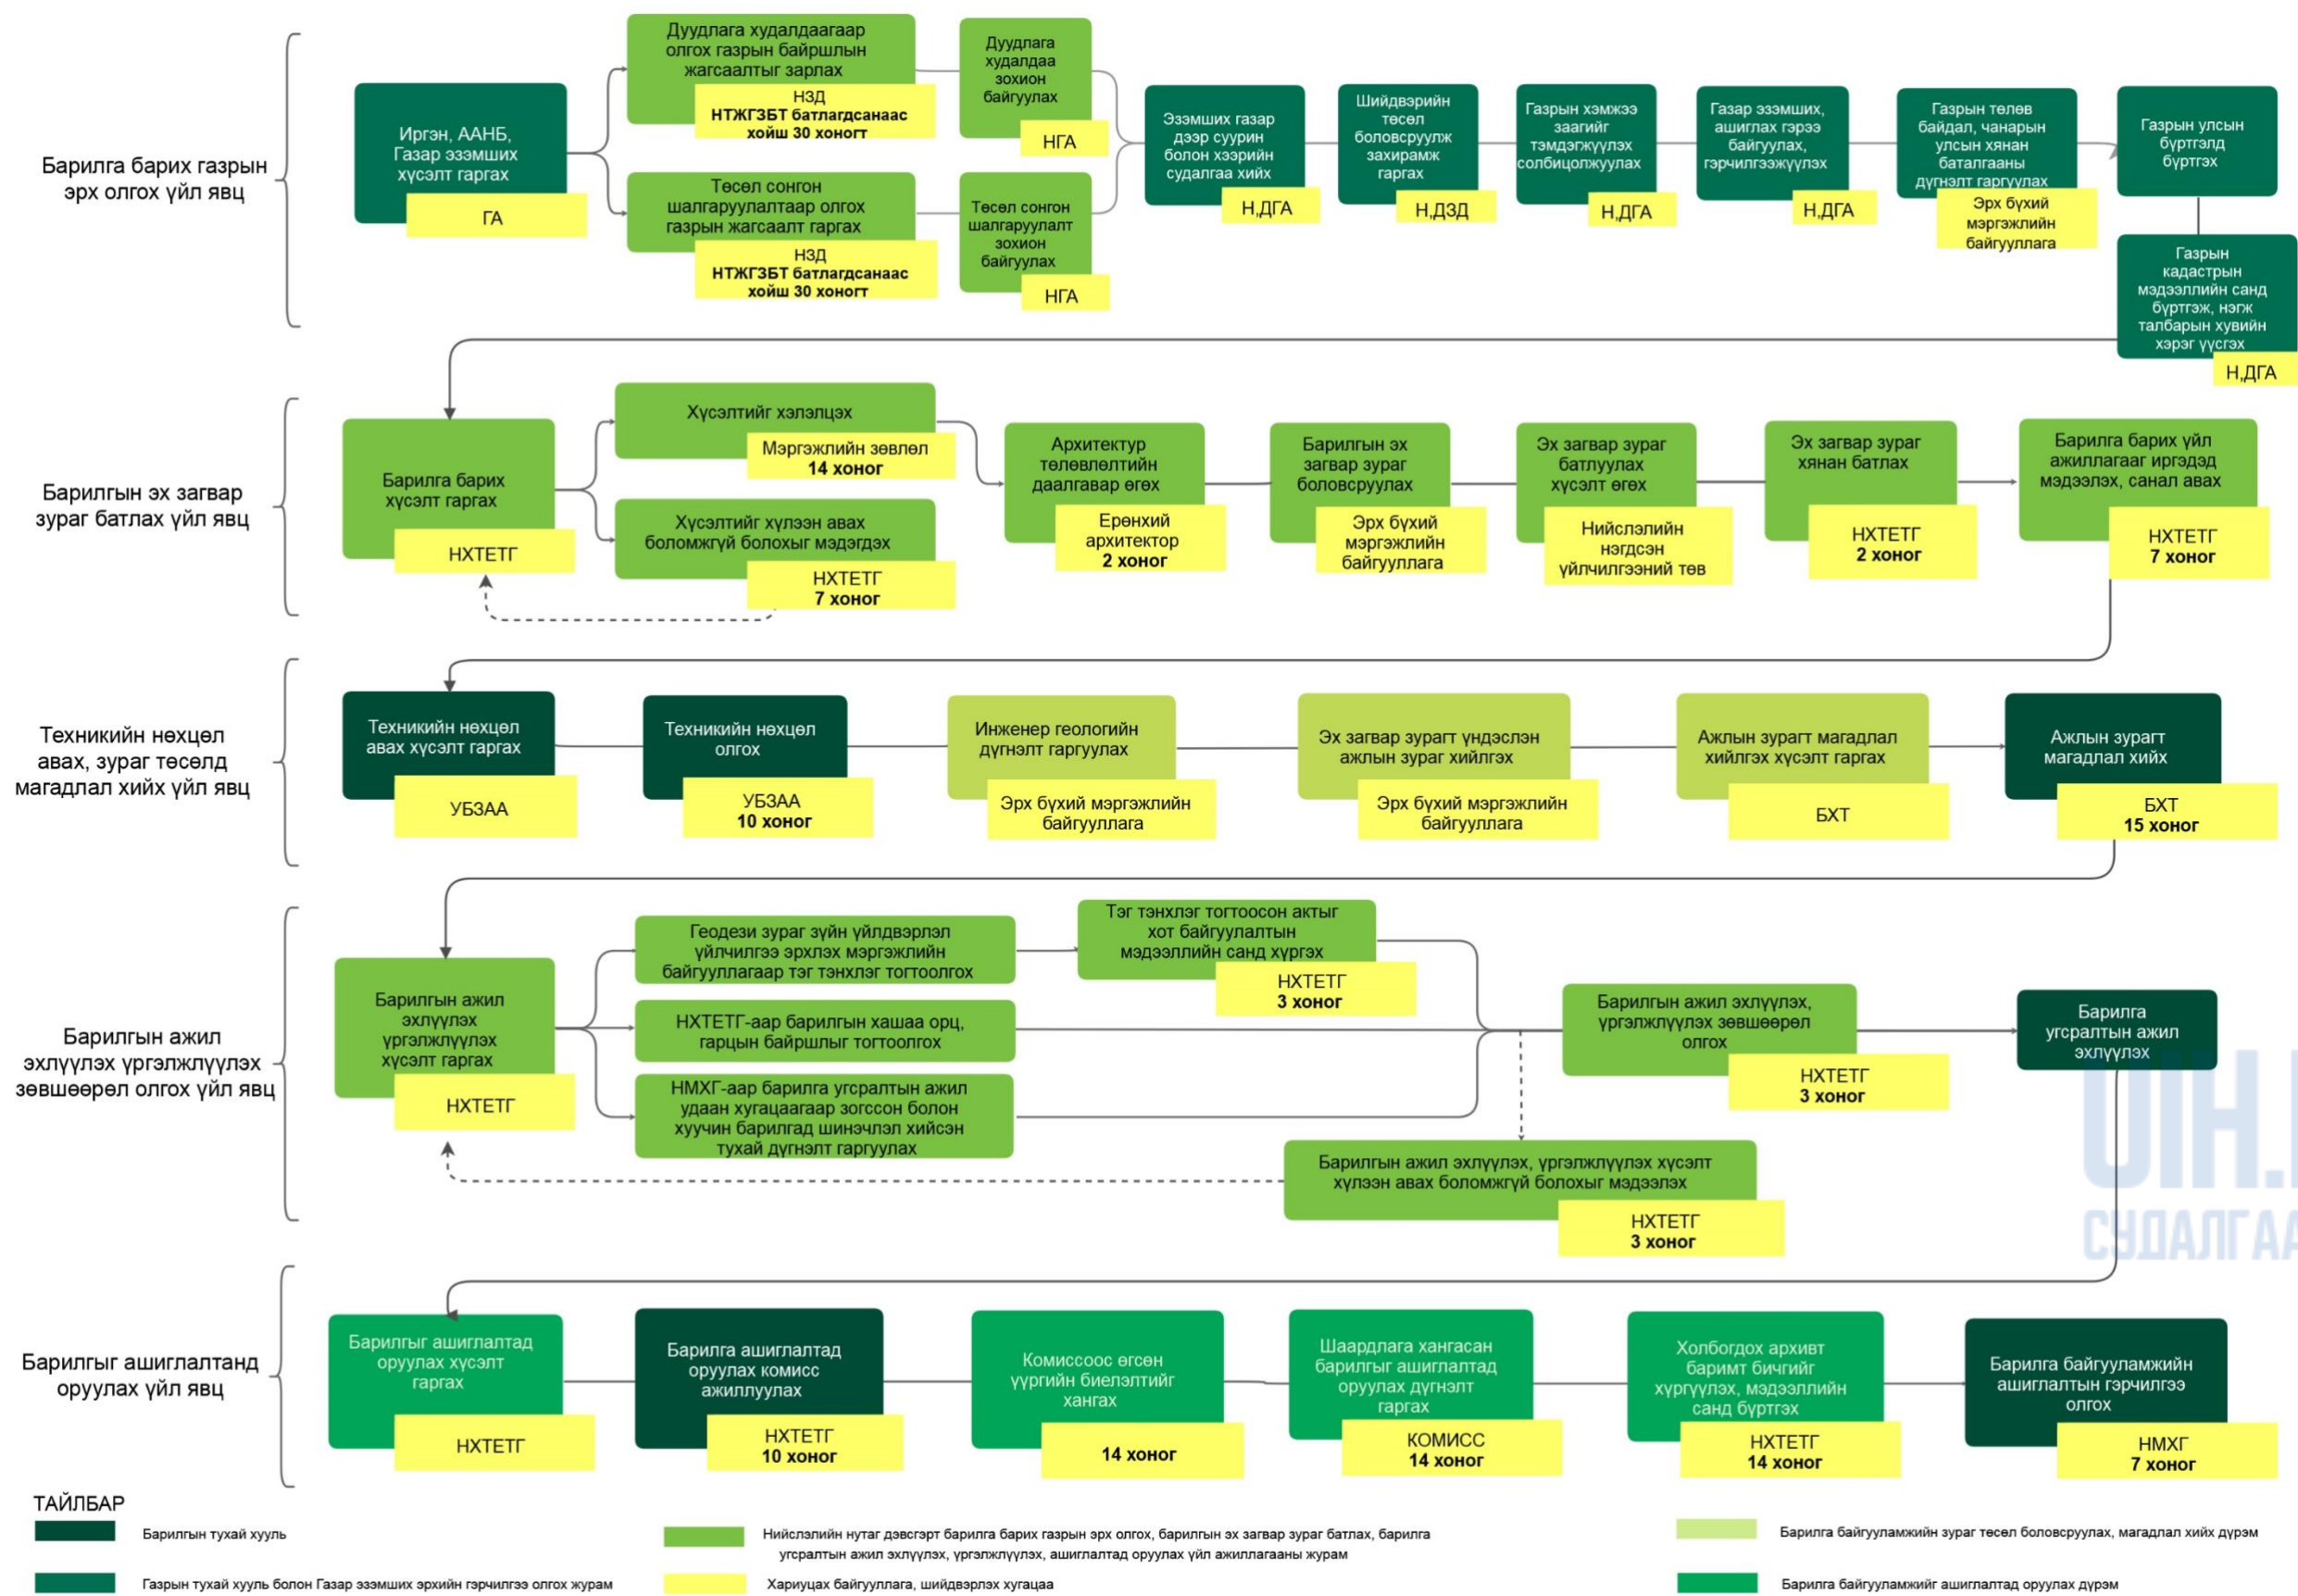 Барилга барих газрын
эрх олгох үйл явц
Иргэн, ААНБ,
Газар эзэмших
хүсэлт гаргах
ГА
Дуудлага худалдаагаар
олгох газрын байршлын
жагсаалтыг зарлах
НЗД
НТЖГЗБТ батлагдсанаас
хойш 30 хоногт
Дуудлага
худалдаа
зохион
байгуулах
НГА
Төсөл сонгон
шалгаруулалтаар олгох
газрын жагсаалт гаргах
НЗД
НТЖГЗБТ батлагдсанаас
хойш 30 хоногт
Төсөл сонгон
шалгаруулалт
зохион
байгуулах
НГА
Эзэмших газар
дээр суурин
болон хээрийн
судалгаа хийх
Н,ДГА
Шийдвэрийн
төсөл
боловсруулж
захирамж
гаргах
Н,ДЗД
Газрын хэмжээ
заагийг
тэмдэгжүүлэх
солбицолжуулах
Н,ДГА
Газар эзэмших,
ашиглах гэрээ
байгуулах,
гэрчилгээжүүлэх
Н,ДГА
Газрын төлөв
байдал, чанарын
улсын хянан
баталгааны
дүгнэлт гаргуулах
Эрх бүхий
мэргэжлийн
байгууллага
Газрын улсын
бүртгэлд
бүртгэх
Газрын
кадастрын
мэдээллийн санд
бүртгэж, нэгж
талбарын хувийн
хэрэг үүсгэх
Н,ДГА
Барилгын эх загвар
зураг батлах үйл явц
Барилга барих
хүсэлт гаргах
НХТЕТГ
Хүсэлтийг хэлэлцэх
Мэргэжлийн зөвлөл
14 хоног
Хүсэлтийг хүлээн авах
боломжгүй болохыг мэдэгдэх
НХТЕТГ
7 хоног
Архитектур
төлөвлөлтийн
даалгавар өгөх
Ерөнхий
архитектор
2 хоног
Барилгын эх
загвар зураг
боловсруулах
Эрх бүхий
мэргэжлийн
байгууллага
Эх загвар зураг
батлуулах
хүсэлт өгөх
Нийслэлийн
нэгдсэн
үйлчилгээний төв
Эх загвар зураг
хянан батлах
НХТЕТГ
2 хоног
Барилга барих үйл
ажиллагааг иргэдэд
мэдээлэх, санал авах
НХТЕТГ
7 хоног
Техникийн нөхцөл
авах, зураг төсөлд
магадлал хийх үйл явц
Техникийн нөхцөл
авах хүсэлт гаргах
УБЗАА
Техникийн нөхцөл
олгох
УБЗАА
10 хоног
Инженер геологийн
дүгнэлт гаргуулах
Эрх бүхий мэргэжлийн
байгууллага
Эх загвар зурагт үндэслэн
ажлын зураг хийлгэх
Эрх бүхий мэргэжлийн
байгууллага
Ажлын зурагт магадлал
хийлгэх хүсэлт гаргах
БХТ
Ажлын зурагт
магадлал хийх
БХТ
15 хоног
Барилгын ажил
эхлүүлэх үргэлжлүүлэх
зөвшөөрөл олгох үйл явц
Барилгын ажил
эхлүүлэх
үргэлжлүүлэх
хүсэлт гаргах
НХТЕТГ
Геодези зураг зүйн үйлдвэрлэл
үйлчилгээ эрхлэх мэргэжлийн
байгууллагаар тэг тэнхлэг тогтоолгох
Тэг тэнхлэг тогтоосон актыг
хот байгуулалтын
мэдээллийн санд хүргэх
НХТЕТГ
3 хоног
НХТЕТГ-аар барилгын хашаа орц,
гарцын байршлыг тогтоолгох
НМХГ-аар барилга угсралтын ажил
удаан хугацаагаар зогссон болон
хуучин барилгад шинэчлэл хийсэн
тухай дүгнэлт гаргуулах
Барилгын ажил эхлүүлэх,
үргэлжлүүлэх зөвшөөрөл
олгох
НХТЕТГ
3 хоног
Барилга
угсралтын ажил
эхлүүлэх
Барилгын ажил эхлүүлэх, үргэлжлүүлэх хүсэлт
хүлээн авах боломжгүй болохыг мэдээлэх
НХТЕТГ
3 хоног
UIH.
СУДАЛГАА
Барилгыг ашиглалтанд
оруулах үйл явц
Барилгыг ашиглалтад
оруулах хүсэлт
гаргах
НХТЕТГ
Барилга ашиглалтад
оруулах комисс
ажиллуулах
НХТЕТГ
10 хоног
Комиссоос өгсөн
үүргийн биелэлтийг
хангах
14 хоног
Шаардлага хангасан
барилгыг ашиглалтад
оруулах дүгнэлт
гаргах
КОМИСС
14 хоног
Холбогдох архивт
баримт бичгийг
хүргүүлэх, мэдээллийн
санд бүртгэх
НХТЕТГ
14 хоног
Барилга байгууламжийн
ашиглалтын гэрчилгээ
олгох
НМХГ
7 хоног
ТАЙЛБАР
Барилгын тухай хууль
Газрын тухай хууль болон Газар эзэмших эрхийн гэрчилгээ олгох журам
Нийслэлийн нутаг дэвсгэрт барилга барих газрын эрх олгох, барилгын эх загвар зураг батлах, барилга
угсралтын ажил эхлүүлэх, үргэлжлүүлэх, ашиглалтад оруулах үйл ажиллагааны журам
Хариуцах байгууллага, шийдвэрлэх хугацаа
Барилга байгууламжийн зураг төсөл боловсруулах, магадлал хийх дүрэм
Барилга байгууламжийг ашиглалтад оруулах дүрэм